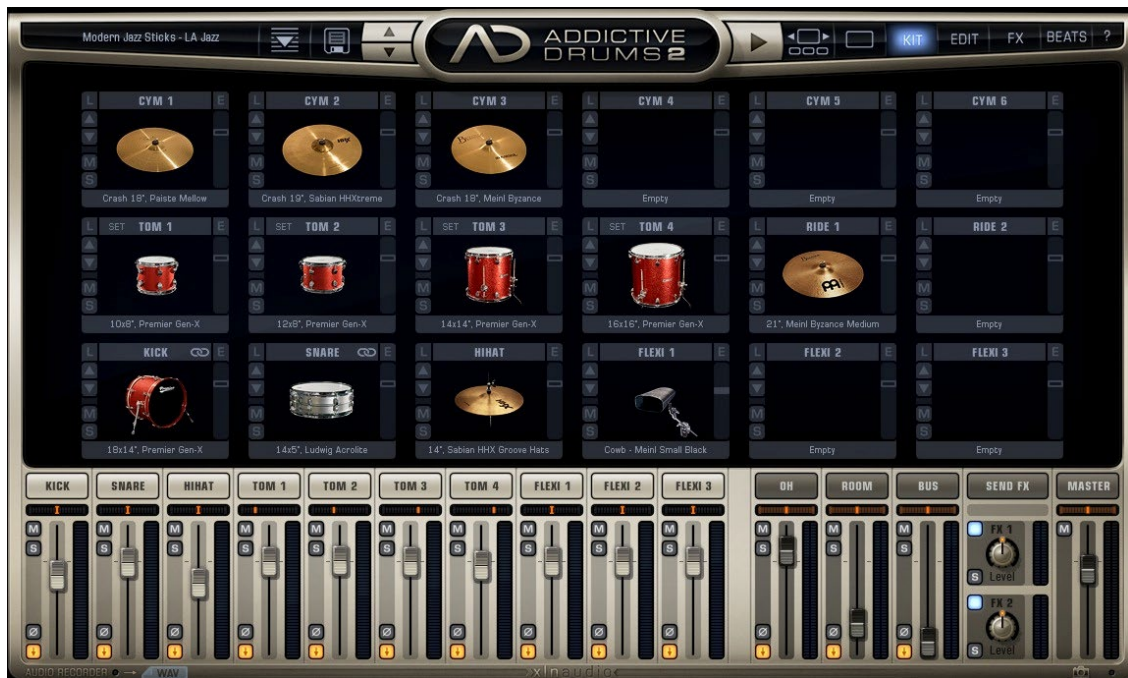 Modern Jazz Sticks - LA Jazz
ADDICTIVE
DRUMS 2
KIT EDIT FX BEATS ?
L CYM 1 E L CYM 2 E L CYM 3 E L CYM 4 E L CYM 5 E L CYM 6 E
M M M M M M
S S S S S S
Crash 16", Paiste Mellow Crash 19", Sabian HHXtreme Crash 18", Meinl Byzance Empty Empty Empty
L SET TOM 1 E L SET TOM 2 E L SET TOM 3 E L SET TOM 4 E L RIDE 1 E L RIDE 2 E
M M M M M M
S S S S S S
10x8", Premier Gen-X 12x8", Premier Gen-X 14x14", Premier Gen-X 16x16", Premier Gen-X 21", Meinl Byzance Medium Empty
L KICK E L SNARE E L HIHAT E L FLEXI 1 E L FLEXI 2 E L FLEXI 3 E
M M M M M M
S S S S S S
18x14", Premier Gen-X 14x5", Ludwig Acrolite 14", Sabian HHX Groove Hats Cowb - Meinl Small Black Empty Empty
KICK SNARE HIHAT TOM 1 TOM 2 TOM 3 TOM 4 FLEXI 1 FLEXI 2 FLEXI 3 OH ROOM BUS SEND FX MASTER
M M M M M M M M M M M M M FX 1 M
S S S S S S S S S S S S S
S Level
FX 2
Ø Ø Ø Ø Ø Ø Ø Ø Ø Ø Ø Ø Ø
S Level
AUDIO RECORDER WAV xlnaudio